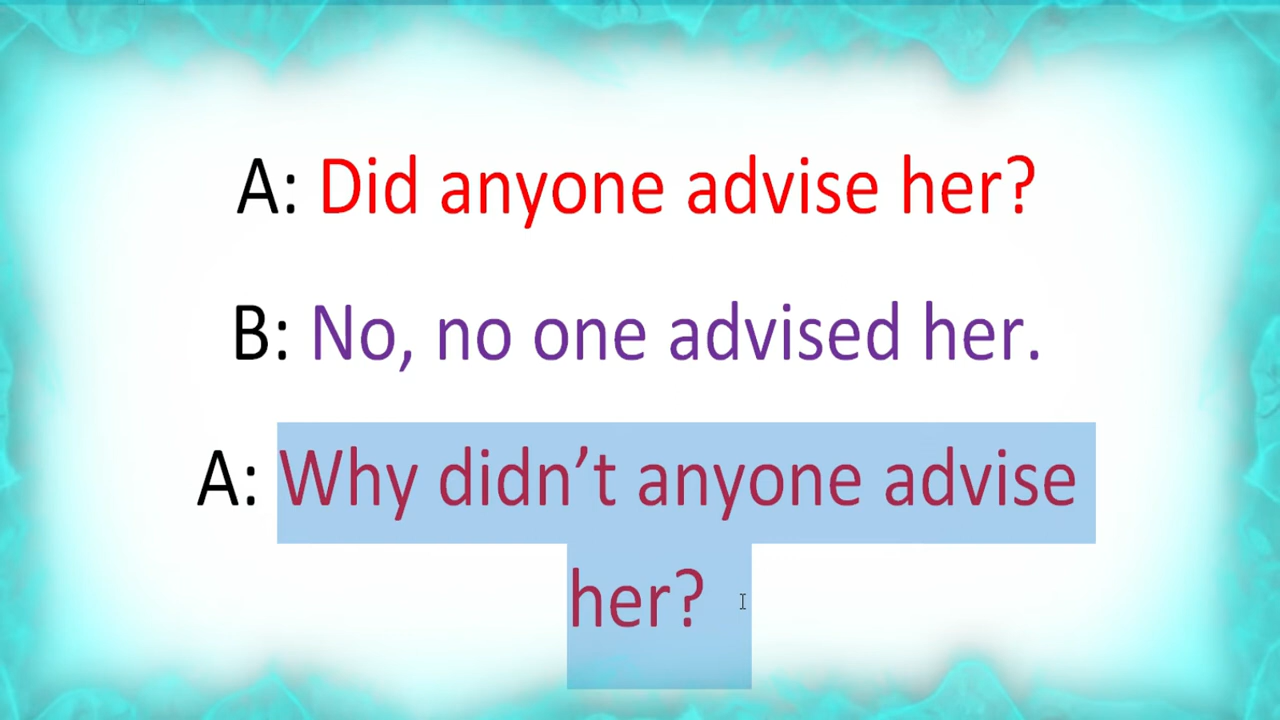 A: Did anyone advise her?
B: No, no one advised her.
A: Why didn’t anyone advise
her?